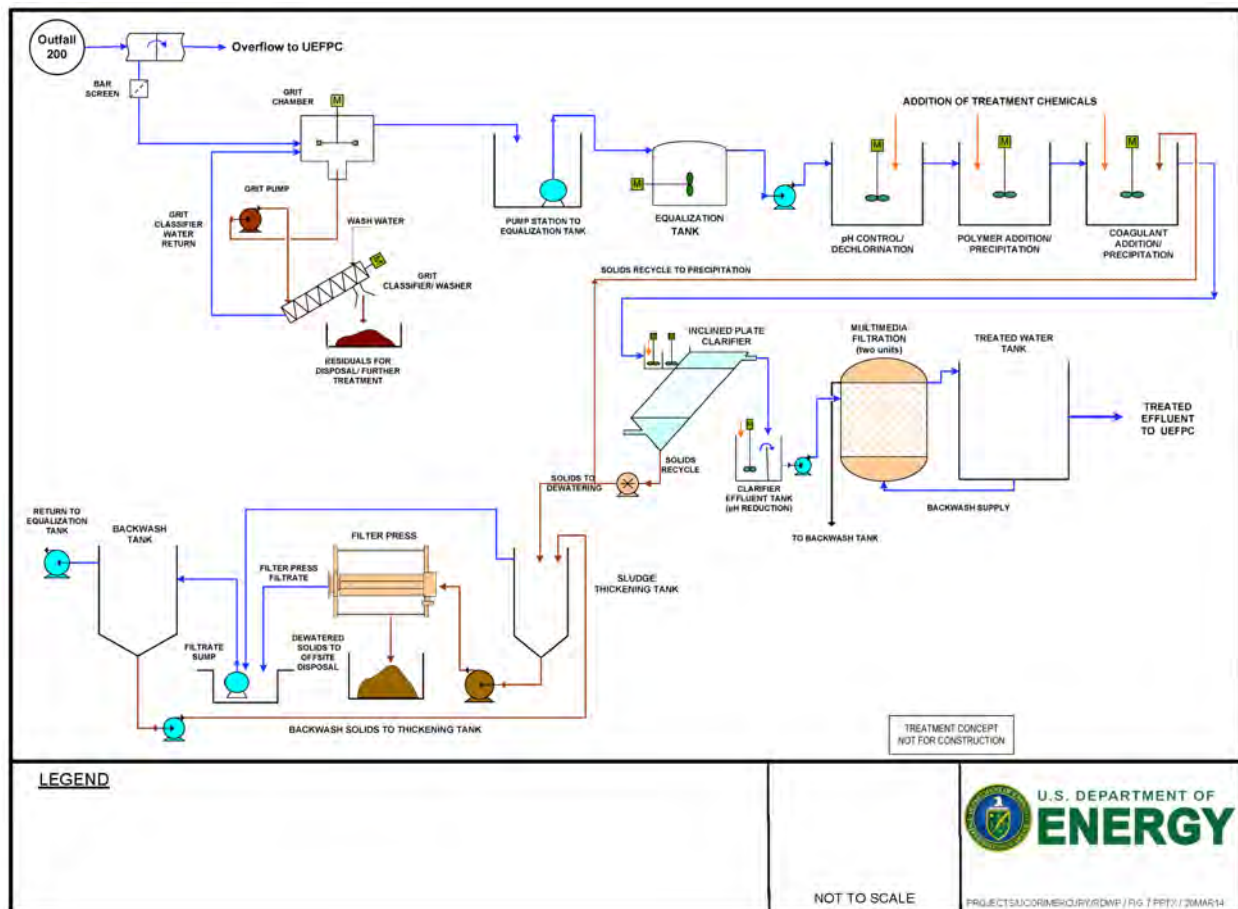 Outfall
200
Overflow to UEFPC
BAR
SCREEN
GRIT
CHAMBER
M
ADDITION OF TREATMENT CHEMICALS
M
M
M
M
GRIT PUMP
GRIT
CLASSIFIER
WATER
RETURN
WASH WATER
PUMP STATION TO
EQUALIZATION TANK
EQUALIZATION
TANK
pH CONTROL/
DECHLORINATION
POLYMER ADDITION/
PRECIPITATION
COAGULANT
ADDITION/
PRECIPITATION
GRIT
CLASSIFIER/ WASHER
SOLIDS RECYCLE TO PRECIPITATION
RESIDUALS FOR
DISPOSAL/ FURTHER
TREATMENT
INCLINED PLATE
CLARIFIER
MULTIMEDIA
FILTRATION
(two units)
TREATED WATER
TANK
TREATED
EFFLUENT
TO UEFPC
SOLIDS
RECYCLE
SOLIDS TO
DEWATERING
CLARIFIER
EFFLUENT TANK
(pH REDUCTION)
BACKWASH SUPPLY
TO BACKWASH TANK
RETURN TO
EQUALIZATION
TANK
BACKWASH
TANK
FILTER PRESS
FILTER PRESS
FILTRATE
SLUDGE
THICKENING TANK
FILTRATE
SUMP
DEWATERED
SOLIDS TO
OFFSITE
DISPOSAL
BACKWASH SOLIDS TO THICKENING TANK
TREATMENT CONCEPT
NOT FOR CONSTRUCTION
LEGEND
NOT TO SCALE
U.S. DEPARTMENT OF
ENERGY